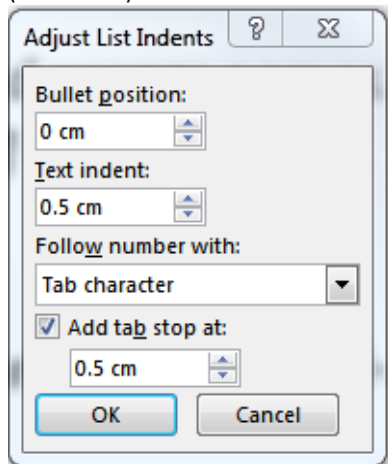 Adjust List Indents
Bullet position:
0 cm
Text indent:
0.5 cm
Follow number with:
Tab character
Add tab stop at:
0.5 cm
OK Cancel